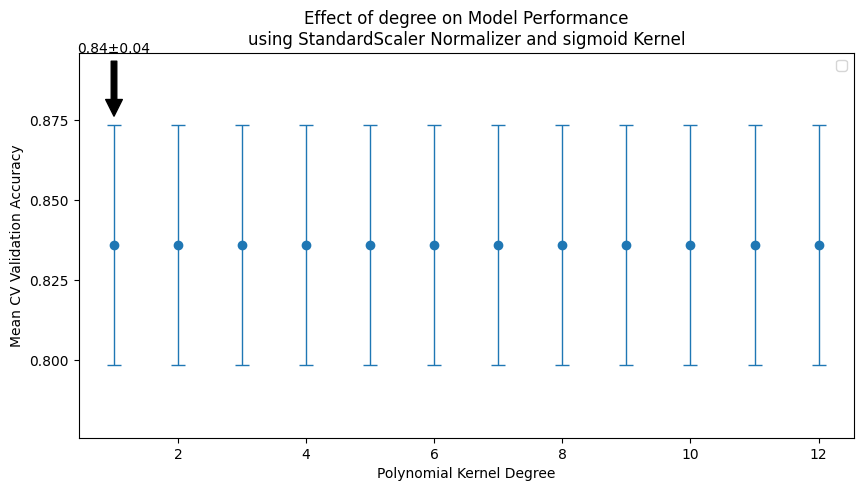 Effect of degree on Model Performance
using StandardScaler Normalizer and sigmoid Kernel
0.84±0.04
0.875
0.850
0.825
0.800
Mean CV Validation Accuracy
2 4 6 8 10 12
Polynomial Kernel Degree